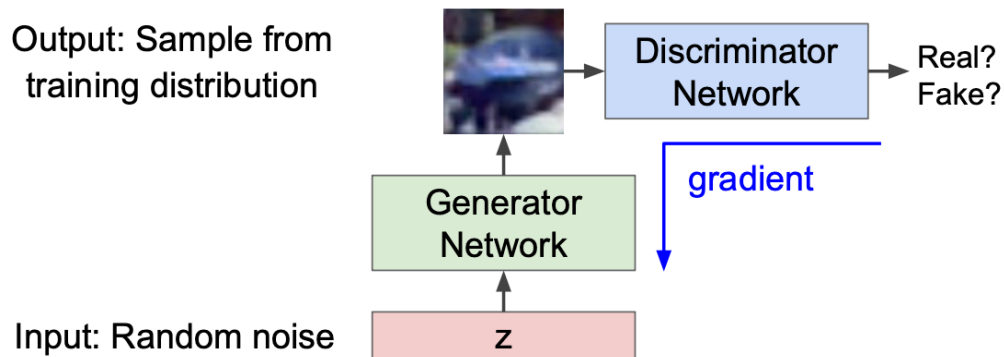 Output: Sample from
training distribution
Discriminator
Network
Real?
Fake?
gradient
Generator
Network
Input: Random noise
z